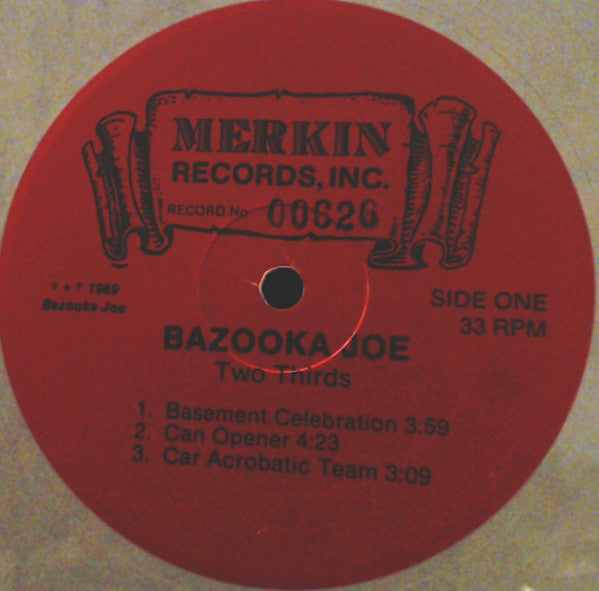 MERKIN
RECORDS, INC.
RECORD No. 00626
1989
Bazooka Joe
SIDE ONE
33 RPM
BAZOOKA JOE
Two Thirds
1. Basement Celebration 3:59
2. Can Opener 4:23
3. Car Acrobatic Team 3:09